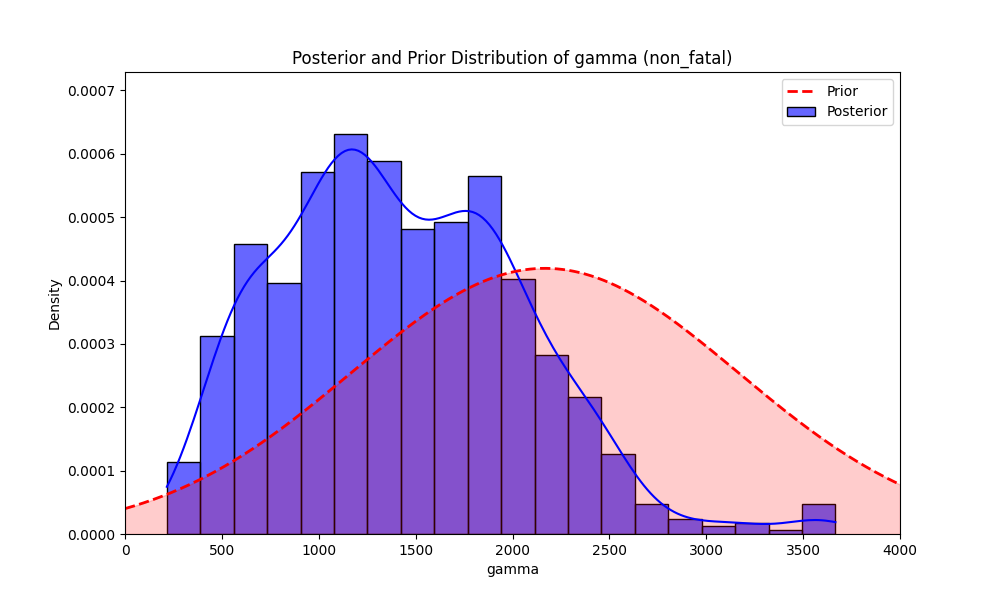 Posterior and Prior Distribution of gamma (non_fatal)
Prior
Posterior
0.0007
0.0006
0.0005
0.0004
0.0003
0.0002
0.0001
0.0000
Density
0 500 1000 1500 2000 2500 3000 3500 4000
gamma